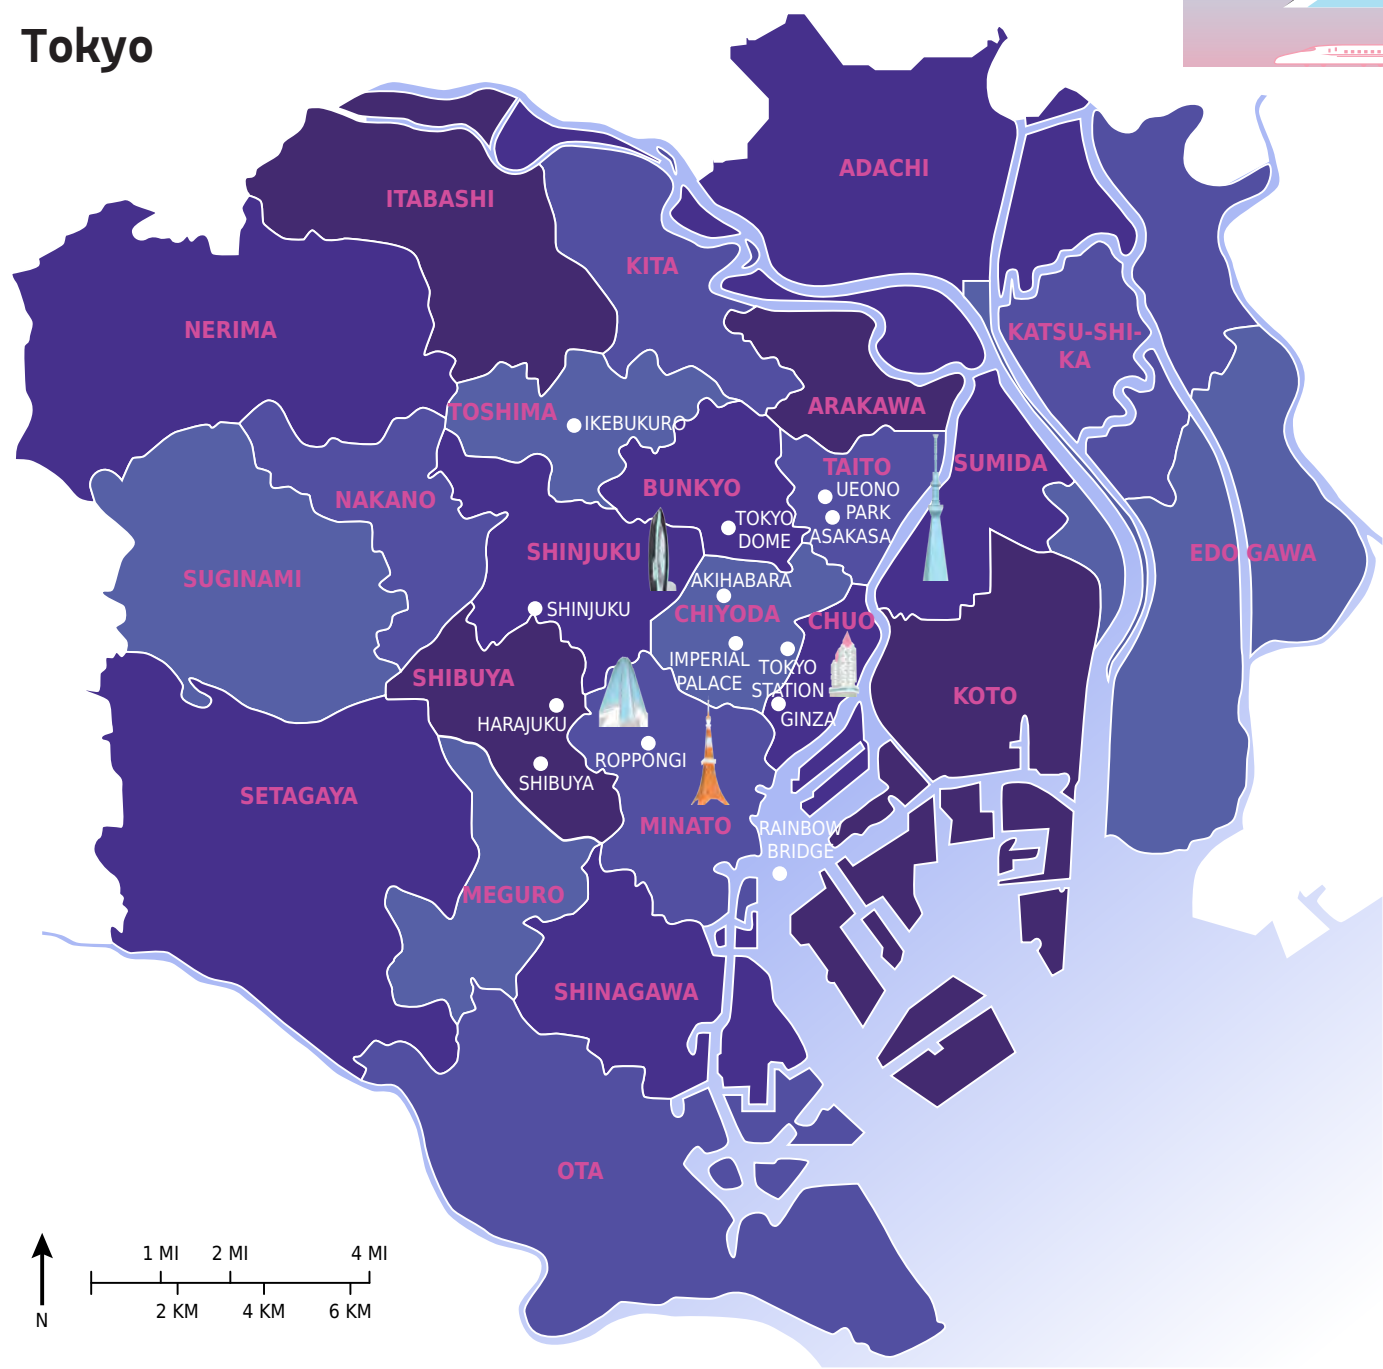 Tokyo
ADACHI
ITABASHI
KITA
NERIMA
KATSU-SHI-
KA
TOSHIMA
IKEBUKURO
ARAKAWA
SUMIDA
TAITO
UEONO
PARK
ASAKASA
NAKANO
BUNKYO
TOKYO
DOME
SHINJUKU
EDO GAWA
SUGINAMI
AKIHABARA
SHINJUKU
CHIYODA
CHUO
IMPERIAL
PALACE
TOKYO
STATION
SHIBUYA
KOTO
HARAJUKU
GINZA
ROPPONGI
SHIBUYA
SETAGAYA
MINATO
RAINBOW
BRIDGE
MEGURO
SHINAGAWA
OTA
1 MI
2 MI
4 MI
2 KM
4 KM
6 KM
N